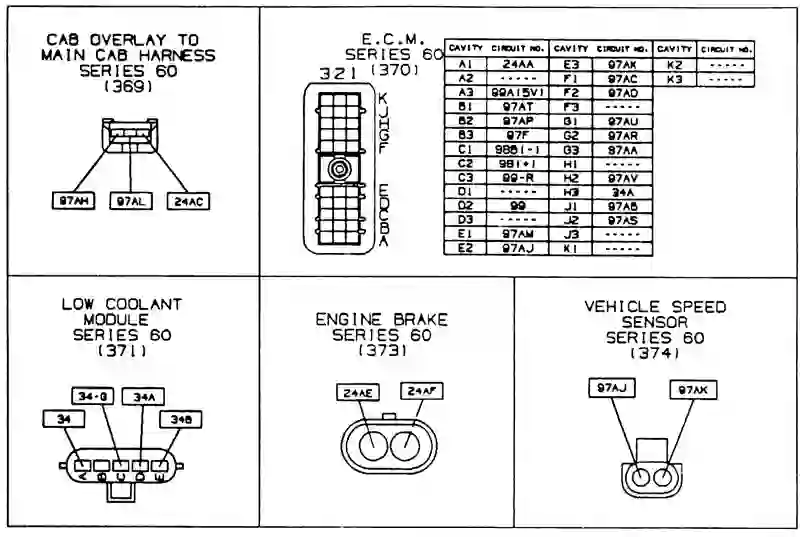 CAB OVERLAY TO
MAIN CAB HARNESS
SERIES 60
(369)
97AH 97AL 24AC
E.C.M.
SERIES 60
(370)
321
K
J
H
G
F
E
D
C
B
A
CAVITY CIRCUIT NO. CAVITY CIRCUIT NO. CAVITY CIRCUIT NO.
A1 24AA E3 97AK K2 -----
A2 ----- F1 97AC K3 -----
A3 99A(5V) F2 97AD
B1 97AT F3 -----
B2 97AP G1 97AU
B3 97F G2 97AR
C1 98B(-) G3 87AA
C2 98(+) H1 -----
C3 99-R H2 97AV
D1 ----- H3 34A
D2 99 J1 97AB
D3 ----- J2 97AS
E1 97AM J3 -----
E2 97AJ K1 -----
LOW COOLANT
MODULE
SERIES 60
(371)
34-G 34A
34 34B
A B C D E
ENGINE BRAKE
SERIES 60
(373)
24AE 24AF
VEHICLE SPEED
SENSOR
SERIES 60
(374)
97AJ 97AK